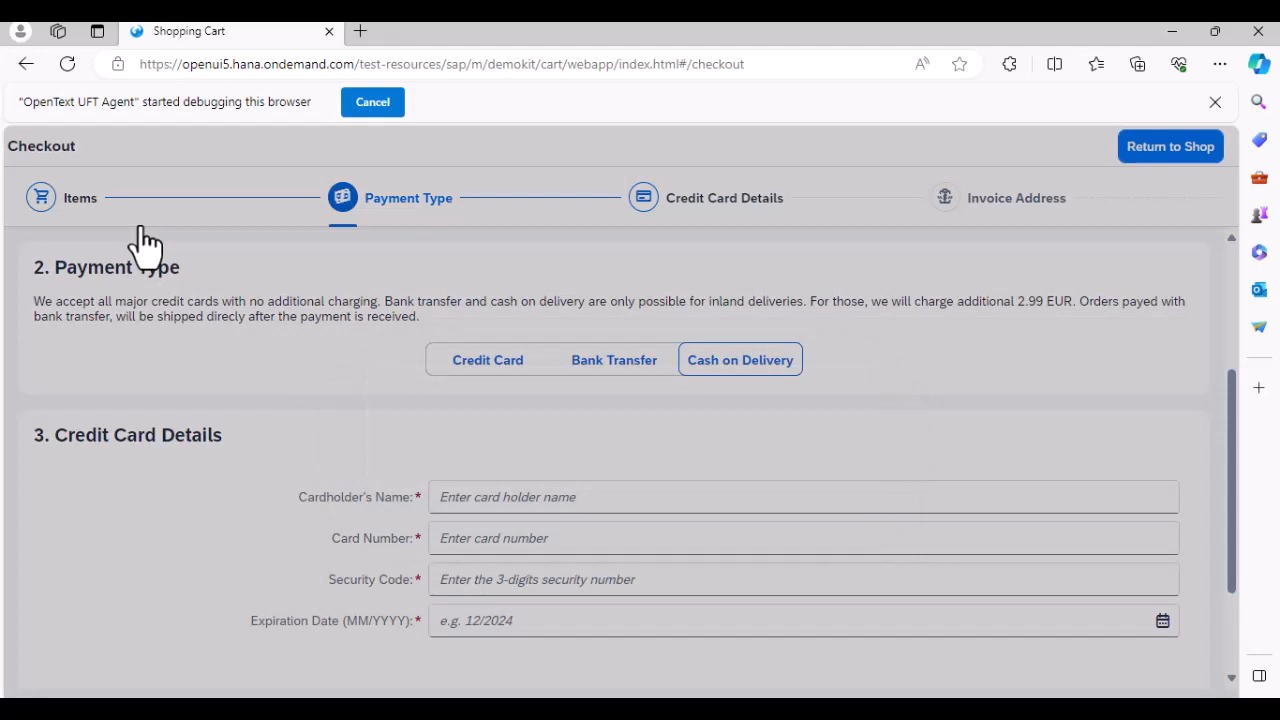 Shopping Cart
https://openui5.hana.ondemand.com/test-resources/sap/m/demokit/cart/webapp/index.html#/checkout
"OpenText UFT Agent" started debugging this browser
Cancel
Checkout
Return to Shop
Items
Payment Type
Credit Card Details
Invoice Address
2. Payment Type
We accept all major credit cards with no additional charging. Bank transfer and cash on delivery are only possible for inland deliveries. For those, we will charge additional 2.99 EUR. Orders payed with
bank transfer, will be shipped direcly after the payment is received.
Credit Card
Bank Transfer
Cash on Delivery
3. Credit Card Details
Cardholder's Name:*
Enter card holder name
Card Number:*
Enter card number
Security Code:*
Enter the 3-digits security number
Expiration Date (MM/YYYY):*
e.g. 12/2024